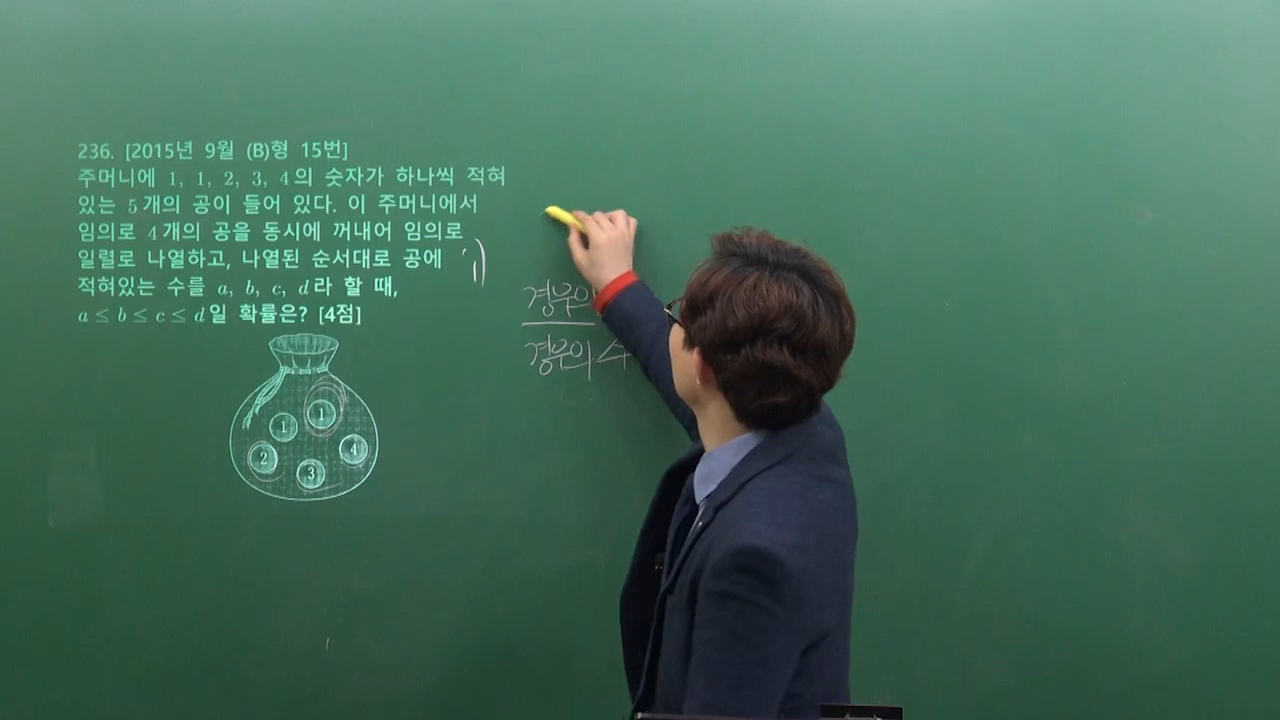 236. [2015년 9월 (B)형 15번]
주머니에 1, 1, 2, 3, 4의 숫자가 하나씩 적혀
있는 5개의 공이 들어 있다. 이 주머니에서
임의로 4개의 공을 동시에 꺼내어 임의로
일렬로 나열하고, 나열된 순서대로 공에
적혀있는 수를 a, b, c, d라 할 때,
a ≤ b ≤ c ≤ d일 확률은? [4점]
경우의
경우의 수
1
1
2
3
4